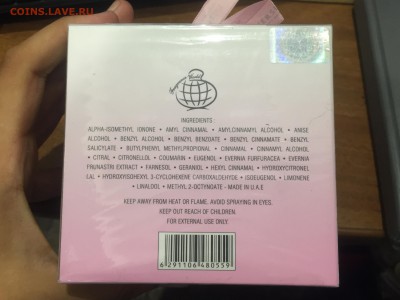 COINS.LAVE.RU
INGREDIENTS:
ALPHA-ISOMETHYL IONONE • AMYL CINNAMAL • AMYLCINNAMYL ALCOHOL • ANISE
ALCOHOL • BENZYL ALCOHOL • BENZYL BENZOATE • BENZYL CINNAMATE • BENZYL
SALICYLATE • BUTYLPHENYL METHYLPROPIONAL • CINNAMAL • CINNAMYL ALCOHOL
• CITRAL • CITRONELLOL • COUMARIN • EUGENOL • EVERNIA FURFURACEA • EVERNIA
PRUNASTRI EXTRACT • FARNESOL • GERANIOL • HEXYL CINNAMAL • HYDROXYCITRONEL
LAL • HYDROXYISOHEXYL 3-CYCLOHEXENE CARBOXALDEHYDE • ISOEUGENOL • LIMONENE
• LINALOOL • METHYL 2-OCTYNOATE - MADE IN U.A.E
KEEP AWAY FROM HEAT OR FLAME. AVOID SPRAYING IN EYES.
KEEP OUT REACH OF CHILDREN.
FOR EXTERNAL USE ONLY.
6 291106 480559